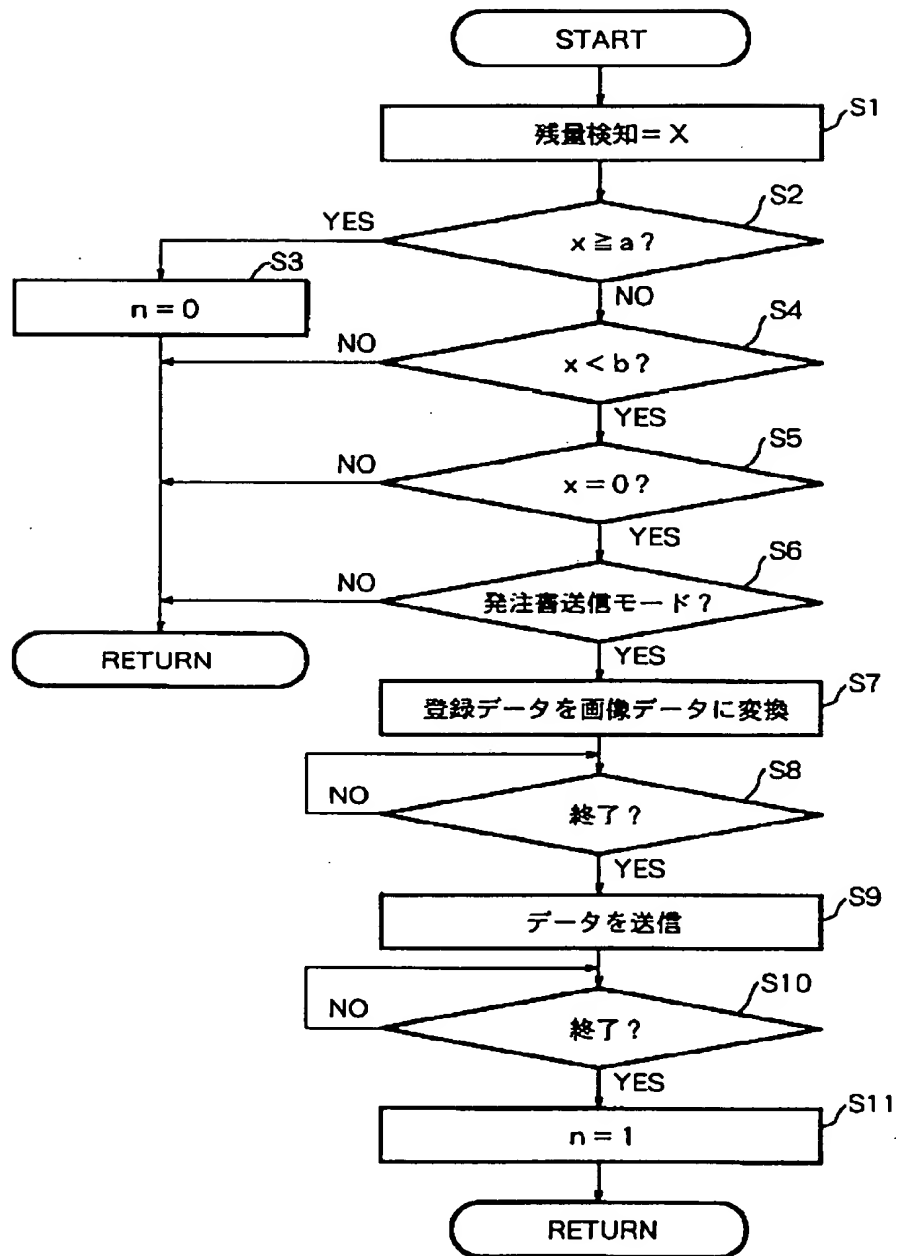 START
S1
残量検知=X
S2
YES
x≧a?
S3
n=0
NO
S4
NO
x<b?
YES
S5
NO
x=0?
YES
S6
NO
発注書送信モード?
YES
RETURN
S7
登録データを画像データに変換
S8
NO
終了?
YES
S9
データを送信
S10
NO
終了?
YES
S11
n=1
RETURN